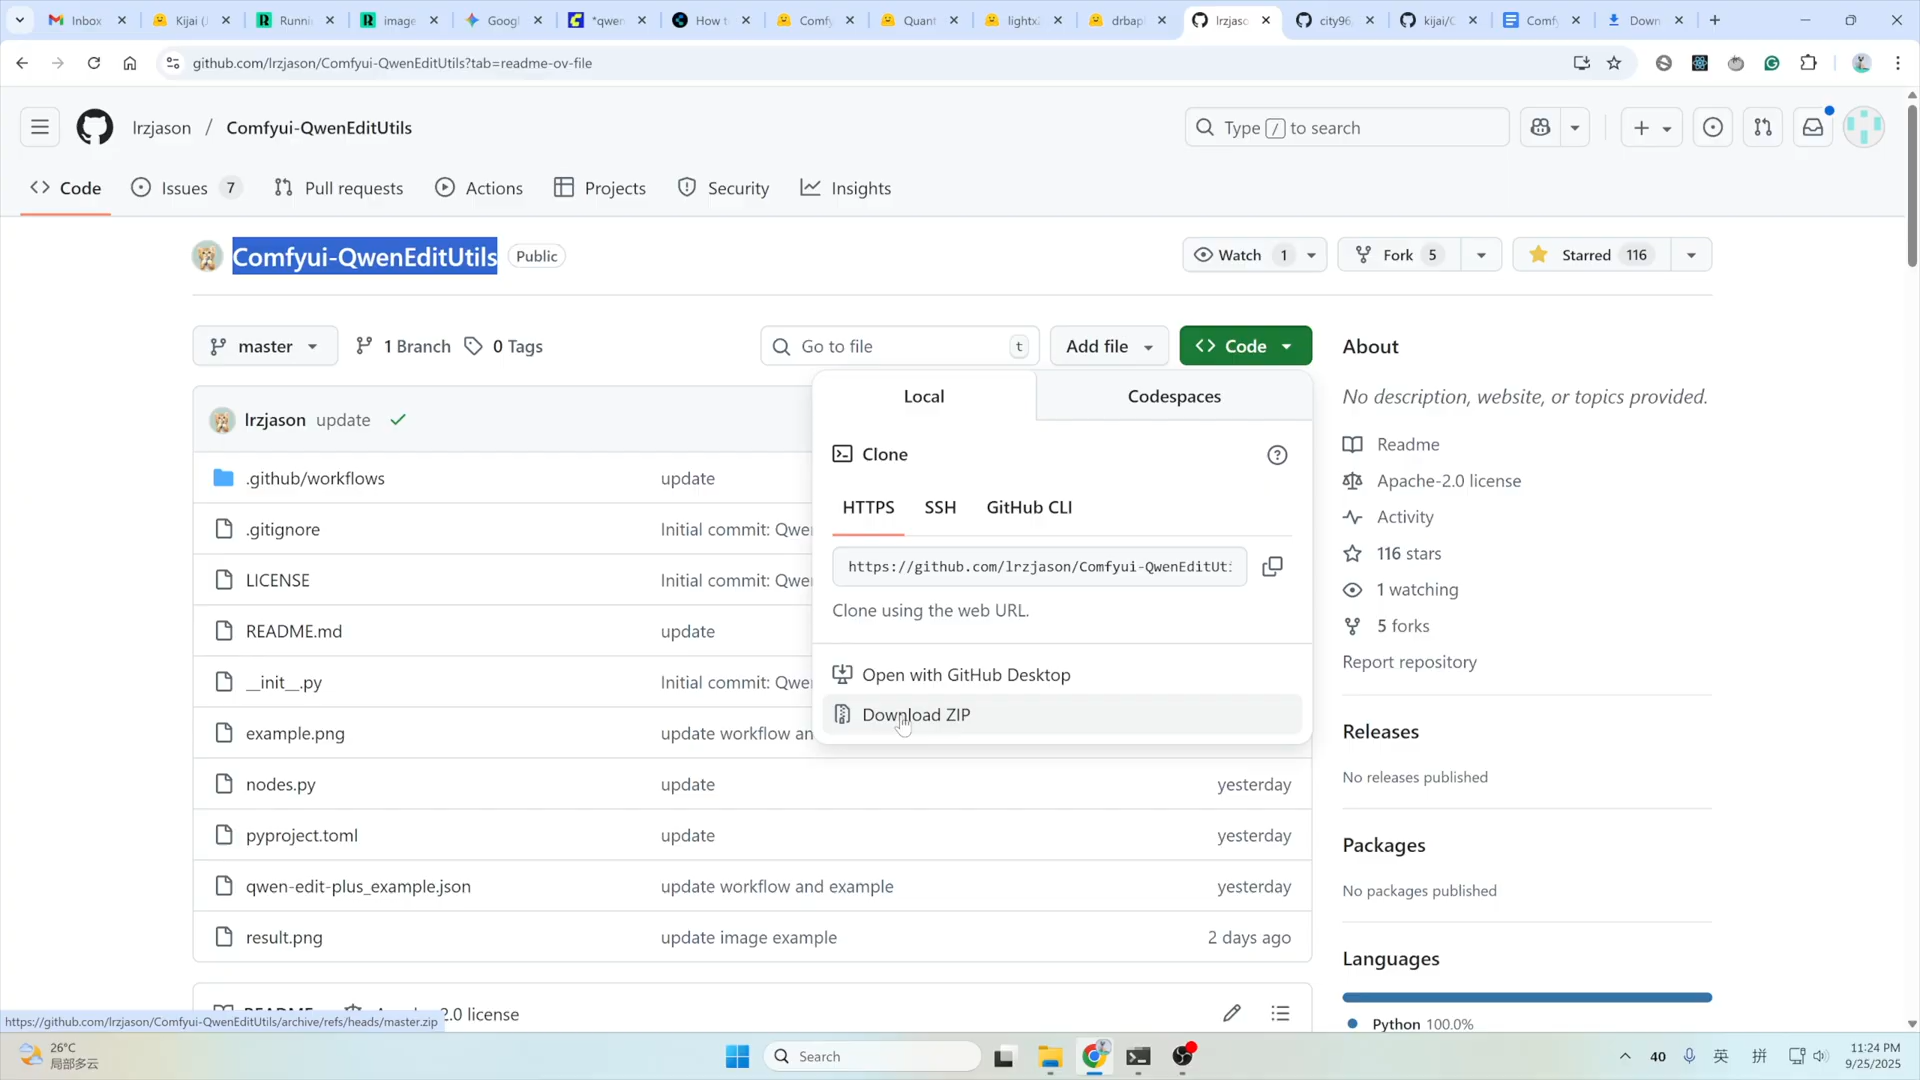 Inbox
Kijai (
Runni
image
Googl
*qwen
How t
Comfy
Quant
lightx
drbap
lrzjaso
city96
kijai/C
Comfy
Down
github.com/lrzjason/Comfyui-QwenEditUtils?tab=readme-ov-file
lrzjason / Comfyui-QwenEditUtils
Type / to search
Code
Issues 7
Pull requests
Actions
Projects
Security
Insights
Comfyui-QwenEditUtils
Public
Watch 1
Fork 5
Starred 116
master
1 Branch
0 Tags
Go to file t
Add file
Code
About
Local
Codespaces
No description, website, or topics provided.
lrzjason update
Readme
Clone
Apache-2.0 license
.github/workflows update
HTTPS
SSH
GitHub CLI
Activity
.gitignore Initial commit: Qwe
116 stars
https://github.com/lrzjason/Comfyui-QwenEditUt
LICENSE Initial commit: Qwe
1 watching
Clone using the web URL.
5 forks
README.md update
Report repository
Open with GitHub Desktop
__init__.py Initial commit: Qwe
Download ZIP
Releases
example.png update workflow an
No releases published
nodes.py update yesterday
pyproject.toml update yesterday
Packages
qwen-edit-plus_example.json update workflow and example yesterday
No packages published
result.png update image example 2 days ago
Languages
2.0 license
Python 100.0%
https://github.com/lrzjason/Comfyui-QwenEditUtils/archive/refs/heads/master.zip
26°C
局部多云
Search
40
英
拼
11:24 PM
9/25/2025